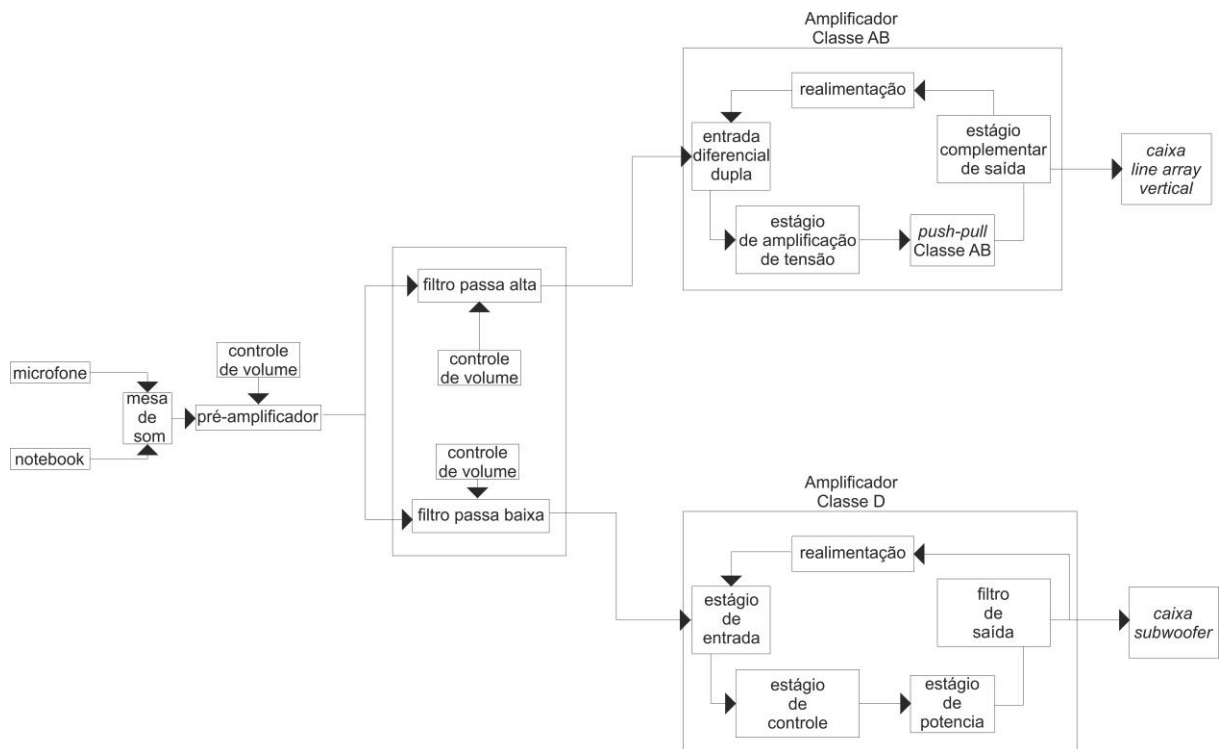 Amplificador
Classe AB
realimentação
entrada
diferencial
dupla
estágio
complementar
de saída
caixa
line array
vertical
estágio
de amplificação
de tensão
push-pull
Classe AB
filtro passa alta
controle
de volume
microfone
controle
de volume
mesa
de
som
pré-amplificador
notebook
controle
de volume
filtro passa baixa
Amplificador
Classe D
realimentação
estágio
de
entrada
filtro
de
saída
caixa
subwoofer
estágio
de
controle
estágio
de
potencia